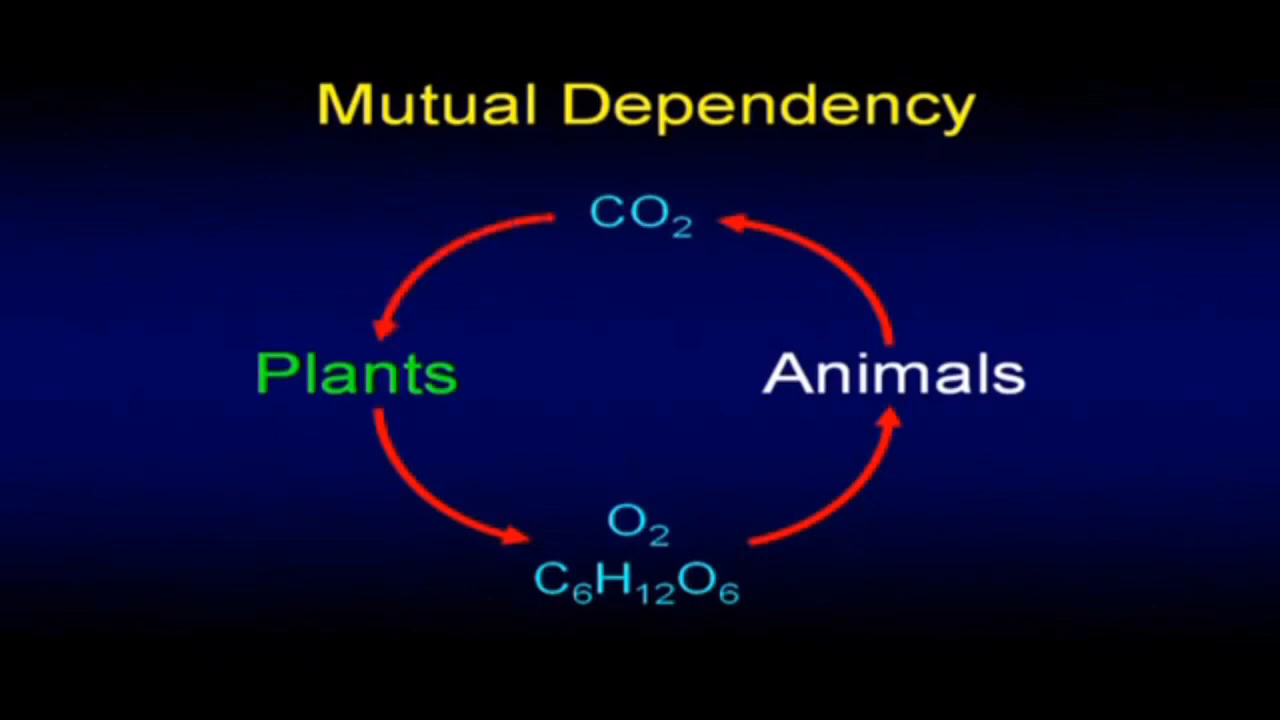 Mutual Dependency
CO₂
Plants
Animals
O₂
C₆H₁₂O₆